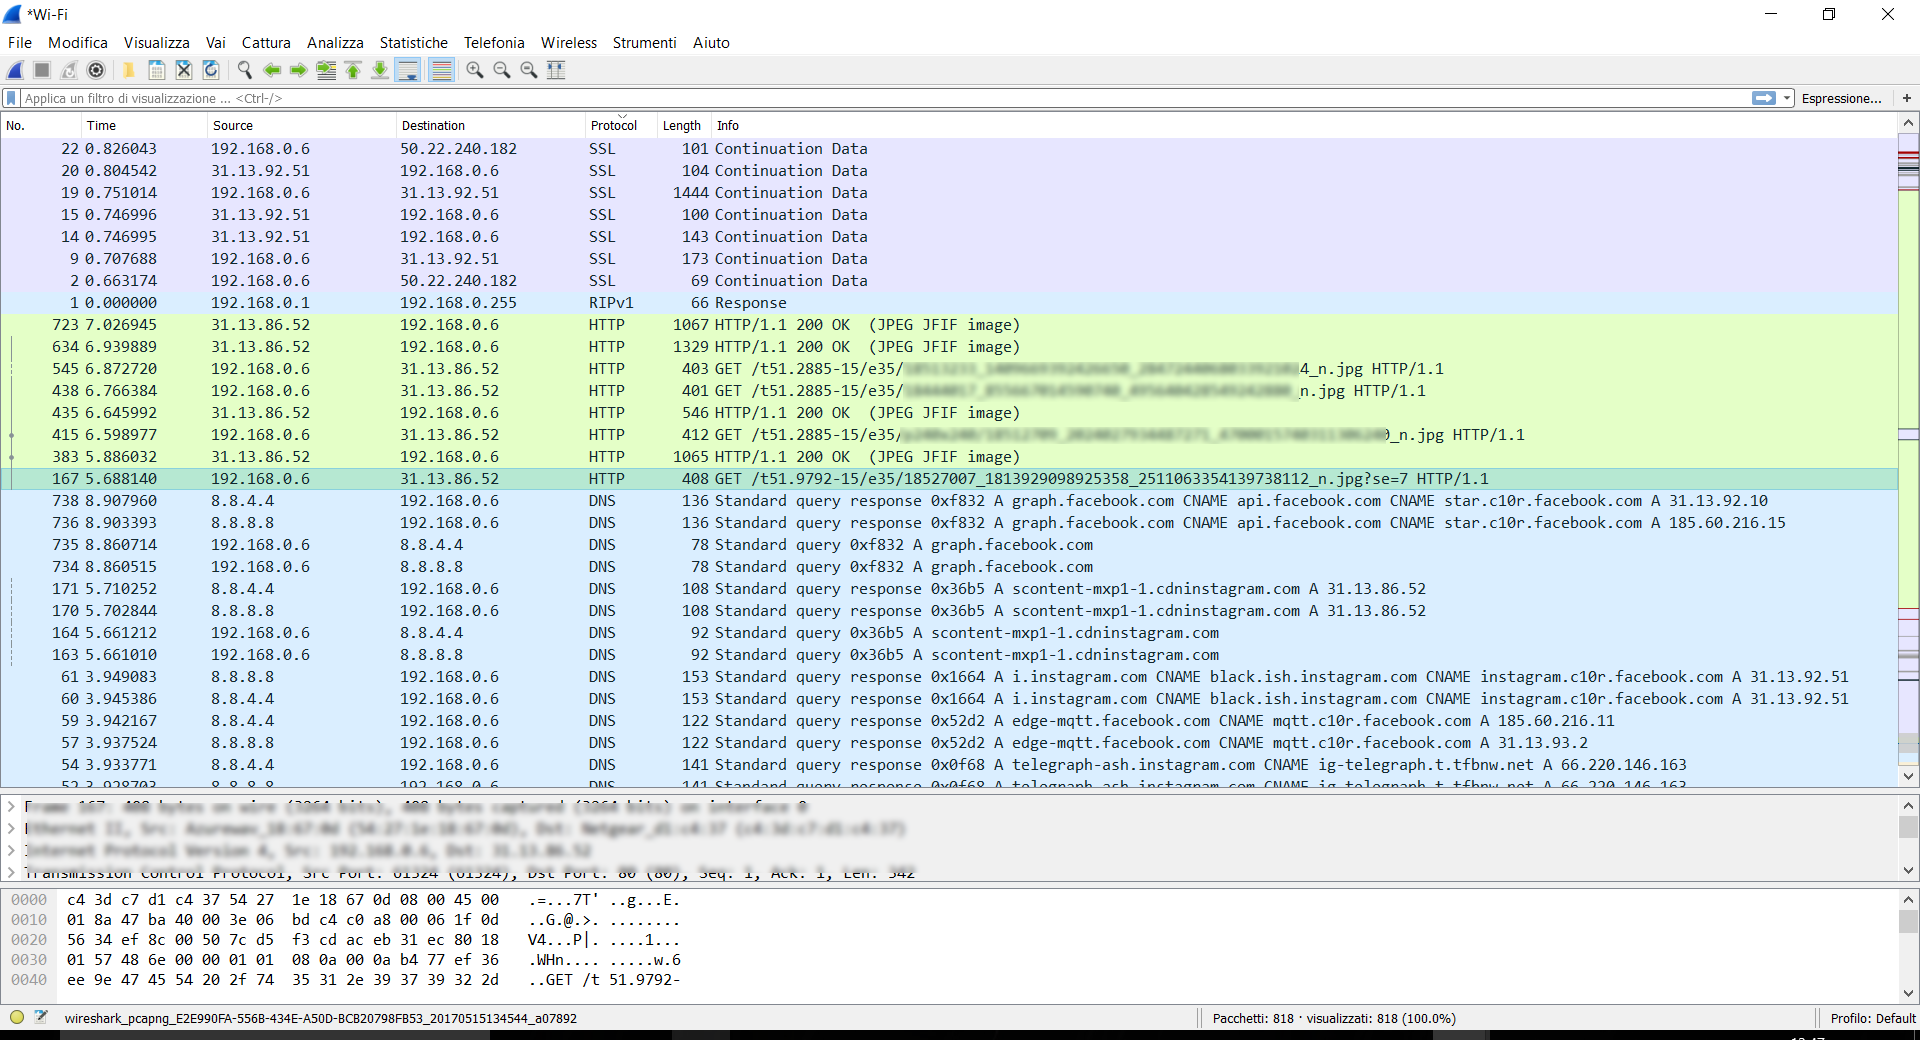 *Wi-Fi
File Modifica Visualizza Vai Cattura Analizza Statistiche Telefonia Wireless Strumenti Aiuto
Applica un filtro di visualizzazione ... <Ctrl-/> Espressione... +
No. Time Source Destination Protocol Length Info
22 0.826043 192.168.0.6 50.22.240.182 SSL 101 Continuation Data
20 0.804542 31.13.92.51 192.168.0.6 SSL 104 Continuation Data
19 0.751014 192.168.0.6 31.13.92.51 SSL 1444 Continuation Data
15 0.746996 31.13.92.51 192.168.0.6 SSL 100 Continuation Data
14 0.746995 31.13.92.51 192.168.0.6 SSL 143 Continuation Data
9 0.707688 192.168.0.6 31.13.92.51 SSL 173 Continuation Data
2 0.663174 192.168.0.6 50.22.240.182 SSL 69 Continuation Data
1 0.000000 192.168.0.1 192.168.0.255 RIPv1 66 Response
723 7.026945 31.13.86.52 192.168.0.6 HTTP 1067 HTTP/1.1 200 OK (JPEG JFIF image)
634 6.939889 31.13.86.52 192.168.0.6 HTTP 1329 HTTP/1.1 200 OK (JPEG JFIF image)
545 6.872720 192.168.0.6 31.13.86.52 HTTP 403 GET /t51.2885-15/e35/ 4_n.jpg HTTP/1.1
438 6.766384 192.168.0.6 31.13.86.52 HTTP 401 GET /t51.2885-15/e35/ _n.jpg HTTP/1.1
435 6.645992 31.13.86.52 192.168.0.6 HTTP 546 HTTP/1.1 200 OK (JPEG JFIF image)
415 6.598977 192.168.0.6 31.13.86.52 HTTP 412 GET /t51.2885-15/e35/ 0_n.jpg HTTP/1.1
383 5.886032 31.13.86.52 192.168.0.6 HTTP 1065 HTTP/1.1 200 OK (JPEG JFIF image)
167 5.688140 192.168.0.6 31.13.86.52 HTTP 408 GET /t51.9792-15/e35/18527007_1813929098925358_2511063354139738112_n.jpg?se=7 HTTP/1.1
738 8.907960 8.8.4.4 192.168.0.6 DNS 136 Standard query response 0xf832 A graph.facebook.com CNAME api.facebook.com CNAME star.c10r.facebook.com A 31.13.92.10
736 8.903393 8.8.8.8 192.168.0.6 DNS 136 Standard query response 0xf832 A graph.facebook.com CNAME api.facebook.com CNAME star.c10r.facebook.com A 185.60.216.15
735 8.860714 192.168.0.6 8.8.4.4 DNS 78 Standard query 0xf832 A graph.facebook.com
734 8.860515 192.168.0.6 8.8.8.8 DNS 78 Standard query 0xf832 A graph.facebook.com
171 5.710252 8.8.4.4 192.168.0.6 DNS 108 Standard query response 0x36b5 A scontent-mxp1-1.cdninstagram.com A 31.13.86.52
170 5.702844 8.8.8.8 192.168.0.6 DNS 108 Standard query response 0x36b5 A scontent-mxp1-1.cdninstagram.com A 31.13.86.52
164 5.661212 192.168.0.6 8.8.4.4 DNS 92 Standard query 0x36b5 A scontent-mxp1-1.cdninstagram.com
163 5.661010 192.168.0.6 8.8.8.8 DNS 92 Standard query 0x36b5 A scontent-mxp1-1.cdninstagram.com
61 3.949083 8.8.8.8 192.168.0.6 DNS 153 Standard query response 0x1664 A i.instagram.com CNAME black.ish.instagram.com CNAME instagram.c10r.facebook.com A 31.13.92.51
60 3.945386 8.8.4.4 192.168.0.6 DNS 153 Standard query response 0x1664 A i.instagram.com CNAME black.ish.instagram.com CNAME instagram.c10r.facebook.com A 31.13.92.51
59 3.942167 8.8.4.4 192.168.0.6 DNS 122 Standard query response 0x52d2 A edge-mqtt.facebook.com CNAME mqtt.c10r.facebook.com A 185.60.216.11
57 3.937524 8.8.8.8 192.168.0.6 DNS 122 Standard query response 0x52d2 A edge-mqtt.facebook.com CNAME mqtt.c10r.facebook.com A 31.13.93.2
54 3.933771 8.8.4.4 192.168.0.6 DNS 141 Standard query response 0x0f68 A telegraph-ash.instagram.com CNAME ig-telegraph.t.tfbnw.net A 66.220.146.163
52 3.928703 8.8.8.8 192.168.0.6 DNS 141 Standard query response 0x0f68 A telegraph-ash.instagram.com CNAME ig-telegraph.t.tfbnw.net A 66.220.146.163
Transmission Control Protocol, Src Port: 61324 (61324), Dst Port: 80 (80), Seq: 1, Ack: 1, Len: 342
0000 c4 3d c7 d1 c4 37 54 27 1e 18 67 0d 08 00 45 00 .=...7T' ..g...E.
0010 01 8a 47 ba 40 00 3e 06 bd c4 c0 a8 00 06 1f 0d ..G.@.>. ........
0020 56 34 ef 8c 00 50 7c d5 f3 cd ac eb 31 ec 80 18 V4...P|. ....1...
0030 01 57 48 6e 00 00 01 01 08 0a 00 0a b4 77 ef 36 .WHn.... .....w.6
0040 ee 9e 47 45 54 20 2f 74 35 31 2e 39 37 39 32 2d ..GET /t 51.9792-
wireshark_pcapng_E2E990FA-556B-434E-A50D-BCB20798FB53_20170515134544_a07892 Pacchetti: 818 · visualizzati: 818 (100.0%) Profilo: Default